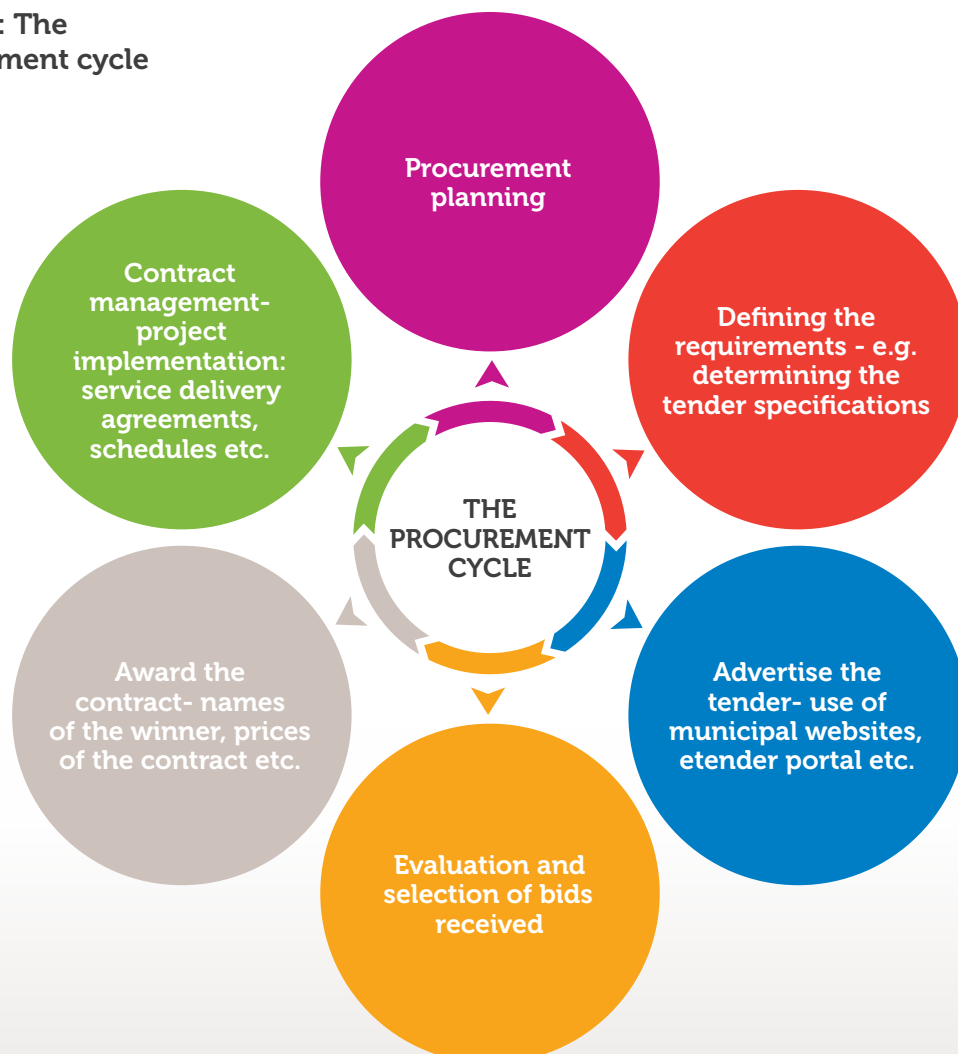 : The
ement cycle
Procurement
planning
Defining the
requirements - e.g.
determining the
tender specifications
Advertise the
tender- use of
municipal websites,
etender portal etc.
Evaluation and
selection of bids
received
Award the
contract- names
of the winner, prices
of the contract etc.
Contract
management-
project
implementation:
service delivery
agreements,
schedules etc.
THE
PROCUREMENT
CYCLE